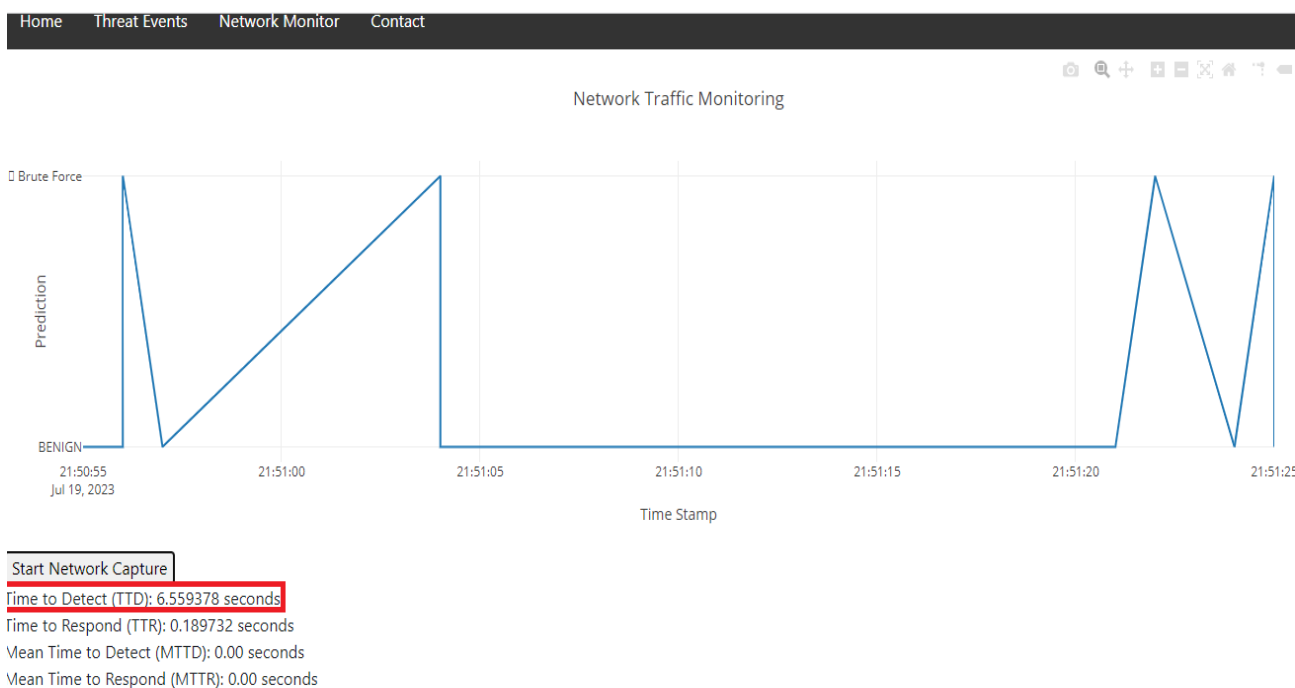 Home Threat Events Network Monitor Contact
Network Traffic Monitoring
Brute Force
Prediction
BENIGN
21:50:55 21:51:00 21:51:05 21:51:10 21:51:15 21:51:20 21:51:25
Jul 19, 2023
Time Stamp
Start Network Capture
Time to Detect (TTD): 6.559378 seconds
Time to Respond (TTR): 0.189732 seconds
Mean Time to Detect (MTTD): 0.00 seconds
Mean Time to Respond (MTTR): 0.00 seconds